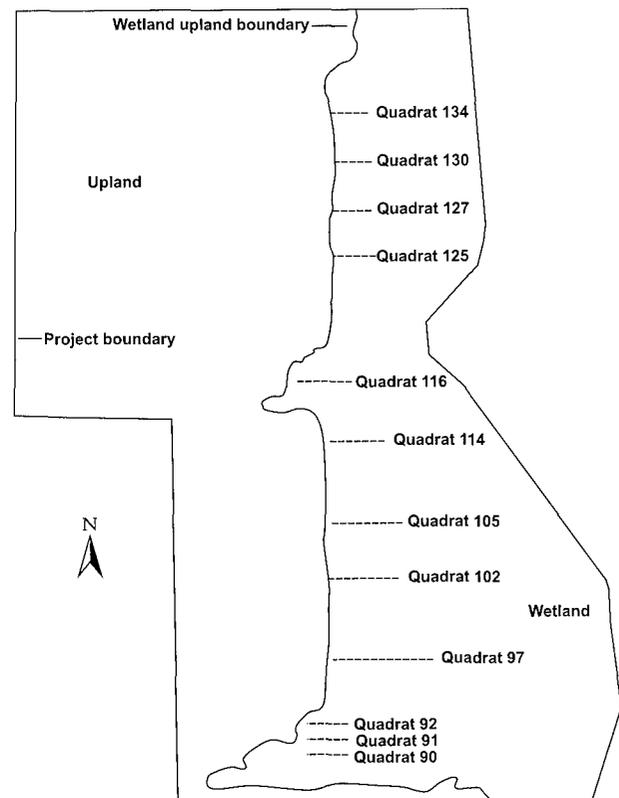 Wetland upland boundary
Quadrat 134
Quadrat 130
Upland
Quadrat 127
Quadrat 125
Project boundary
Quadrat 116
Quadrat 114
N
Quadrat 105
Quadrat 102
Wetland
Quadrat 97
Quadrat 92
Quadrat 91
Quadrat 90